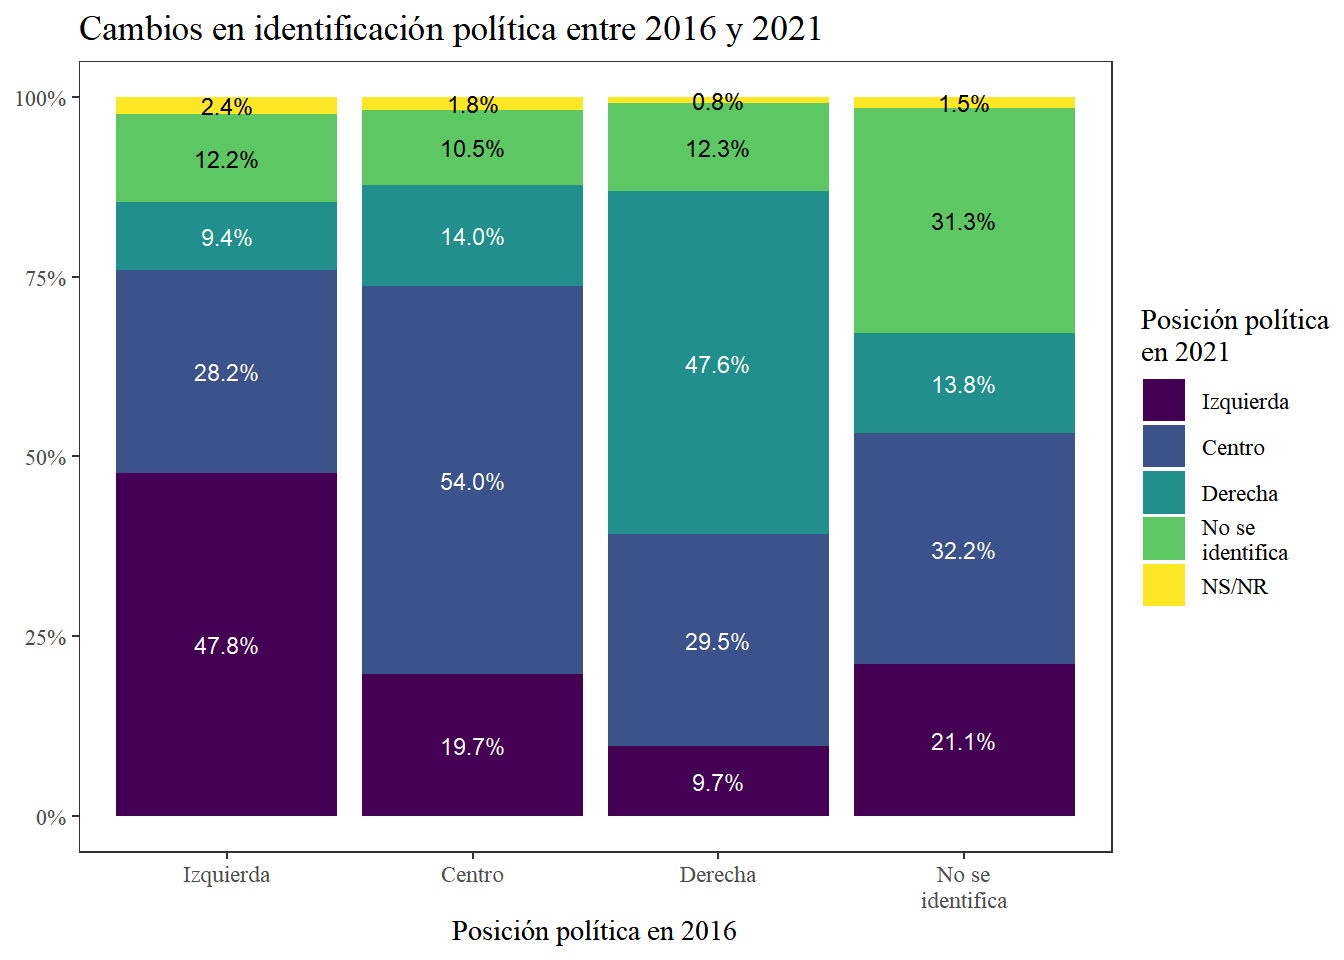 Cambios en identificación política entre 2016 y 2021
100%
75%
50%
25%
0%
2.4%
12.2%
9.4%
28.2%
47.8%
1.8%
10.5%
14.0%
54.0%
19.7%
0.8%
12.3%
47.6%
29.5%
9.7%
1.5%
31.3%
13.8%
32.2%
21.1%
Izquierda
Centro
Derecha
No se
identifica
Posición política en 2016
Posición política
en 2021
Izquierda
Centro
Derecha
No se
identifica
NS/NR